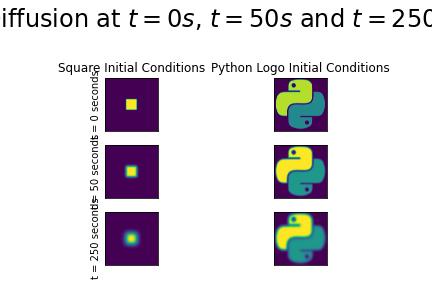 iffusion at t = 0s, t = 50s and t = 250
Square Initial Conditions Python Logo Initial Conditions
t = 0 seconds
t = 50 seconds
t = 250 seconds